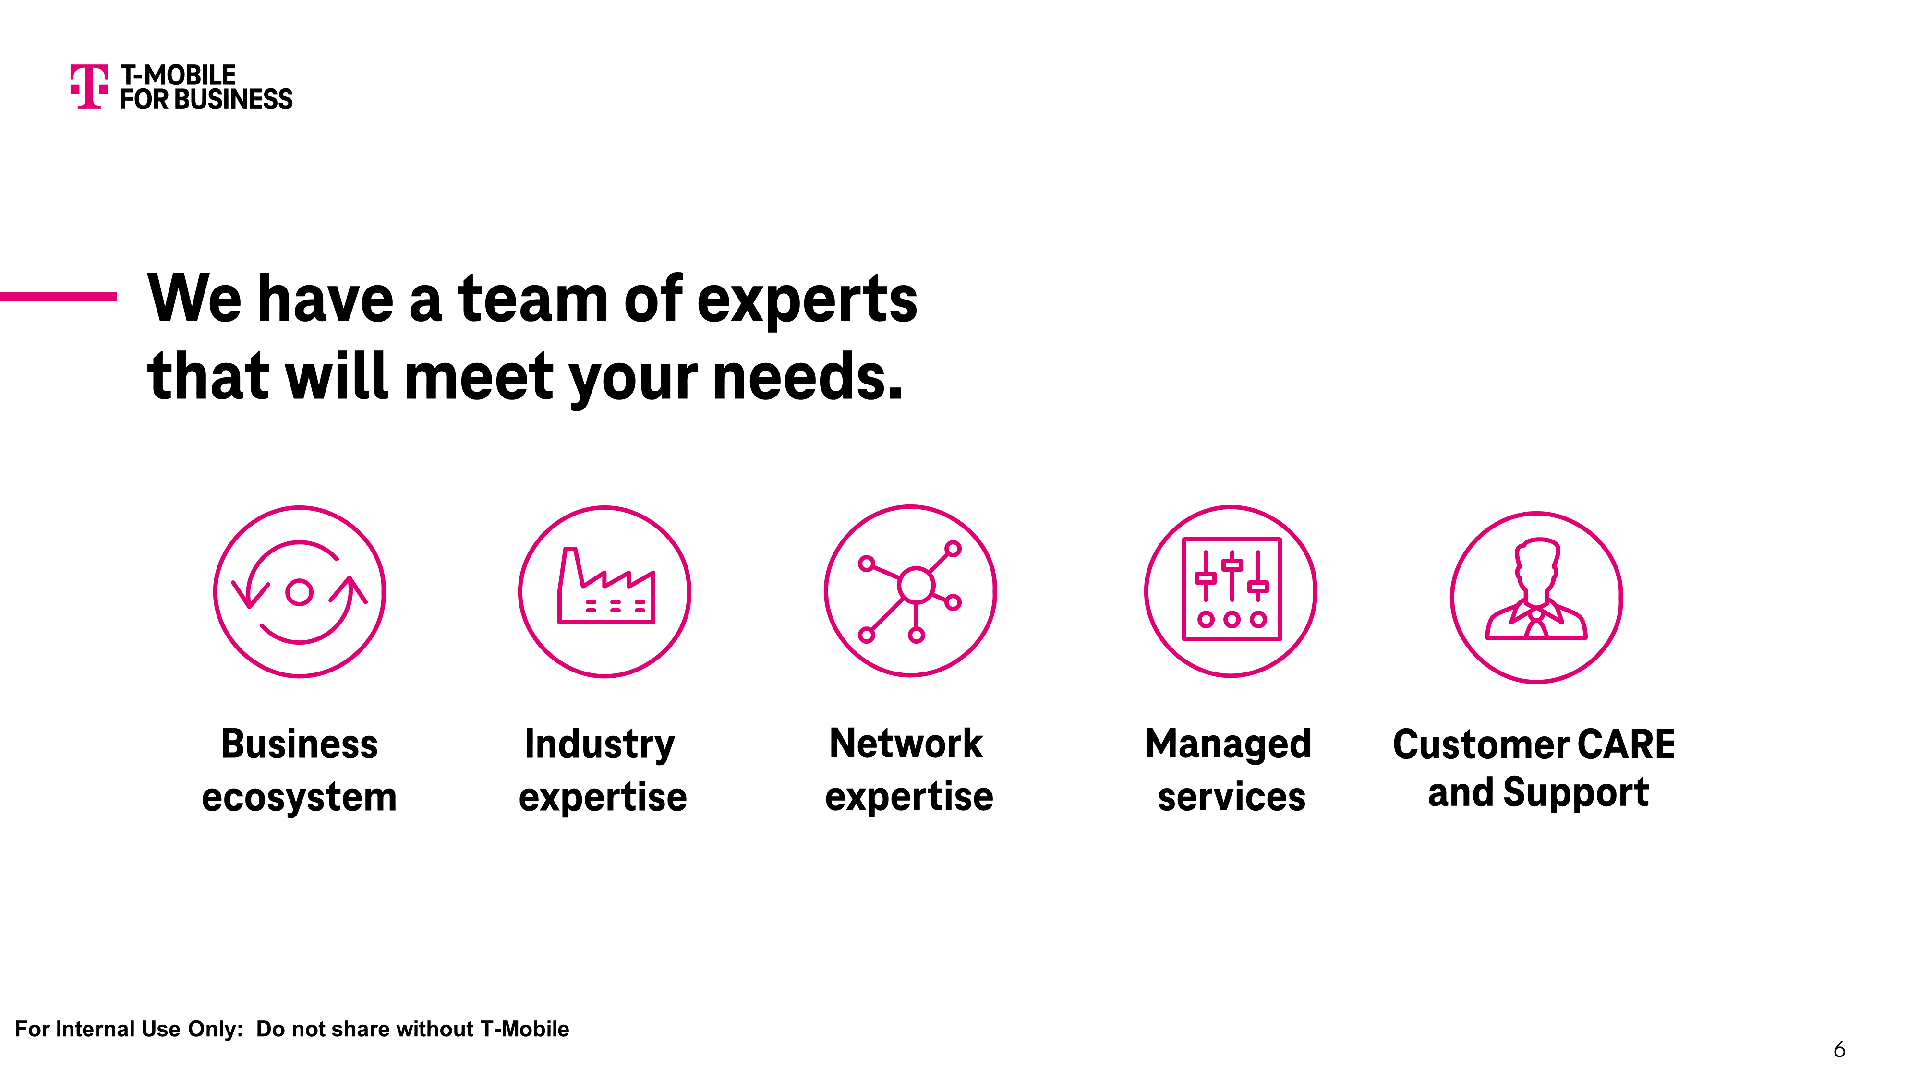 T-MOBILE
FOR BUSINESS
We have a team of experts
that will meet your needs.
Business
ecosystem
Industry
expertise
Network
expertise
Managed
services
Customer CARE
and Support
For Internal Use Only:  Do not share without T-Mobile
6